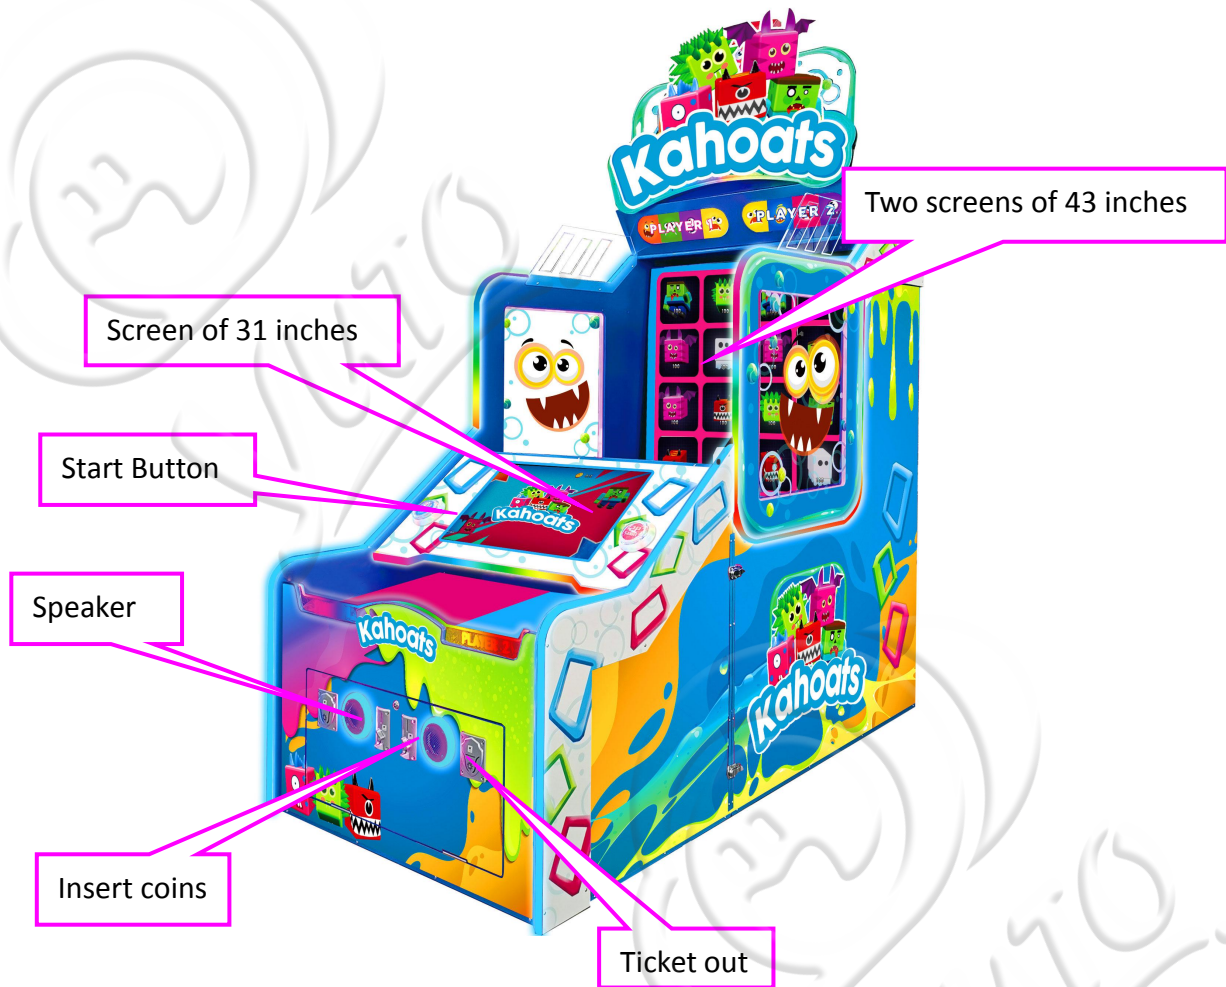 Kahoats
PLAYER 1
PLAYER 2
Two screens of 43 inches
Screen of 31 inches
Start Button
Kahoats
Speaker
Kahoats
PLAYER
Kahoats
Insert coins
Ticket out